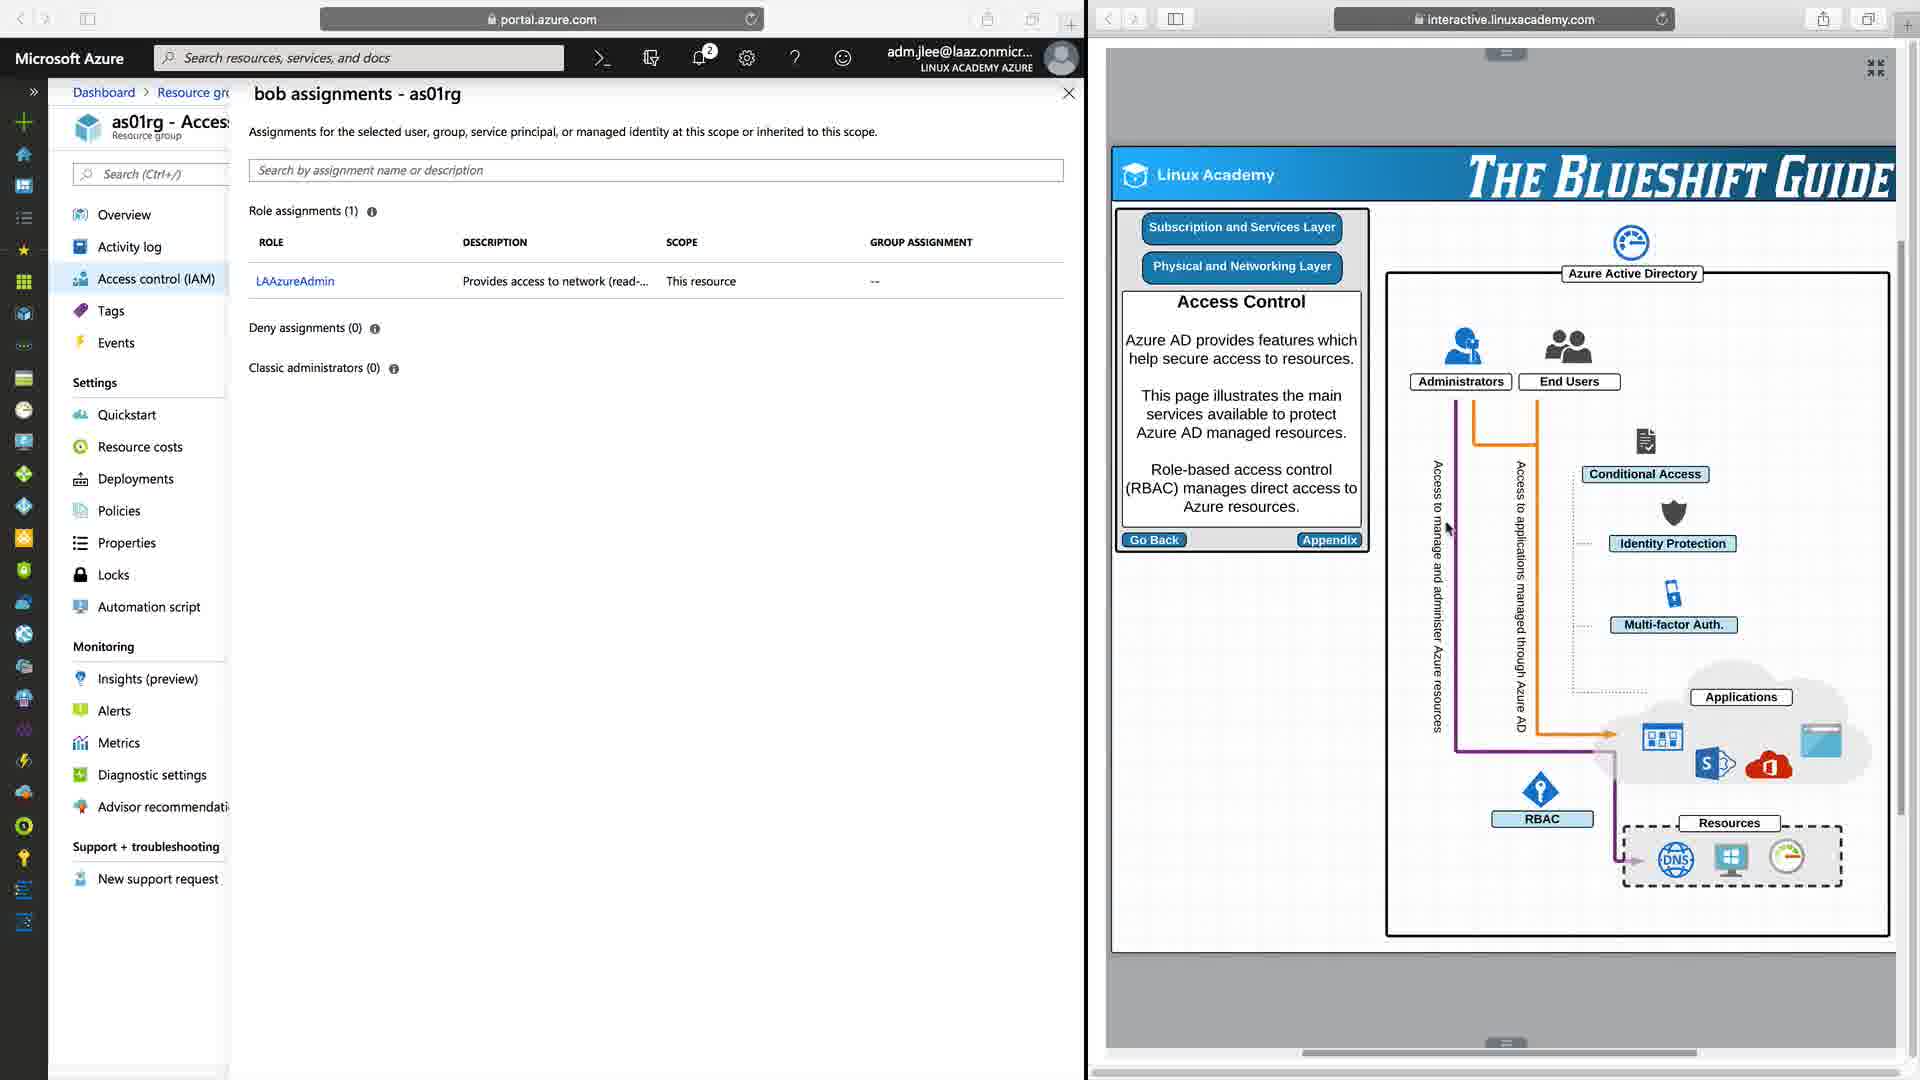 portal.azure.com
Microsoft Azure
Search resources, services, and docs
2
adm.jlee@laaz.onmicr...
LINUX ACADEMY AZURE
Dashboard > Resource gro
as01rg - Acces
Resource group
Search (Ctrl+/)
Overview
Activity log
Access control (IAM)
Tags
Events
Settings
Quickstart
Resource costs
Deployments
Policies
Properties
Locks
Automation script
Monitoring
Insights (preview)
Alerts
Metrics
Diagnostic settings
Advisor recommendati
Support + troubleshooting
New support request
bob assignments - as01rg
Assignments for the selected user, group, service principal, or managed identity at this scope or inherited to this scope.
Search by assignment name or description
Role assignments (1)
ROLE DESCRIPTION SCOPE GROUP ASSIGNMENT
LAAzureAdmin Provides access to network (read-... This resource --
Deny assignments (0)
Classic administrators (0)
interactive.linuxacademy.com
Linux Academy
THE BLUESHIFT GUIDE
Subscription and Services Layer
Physical and Networking Layer
Access Control
Azure AD provides features which
help secure access to resources.
This page illustrates the main
services available to protect
Azure AD managed resources.
Role-based access control
(RBAC) manages direct access to
Azure resources.
Go Back
Appendix
Azure Active Directory
Administrators
End Users
Access to manage and administer Azure resources
Access to applications managed through Azure AD
Conditional Access
Identity Protection
Multi-factor Auth.
Applications
S
RBAC
Resources
DNS